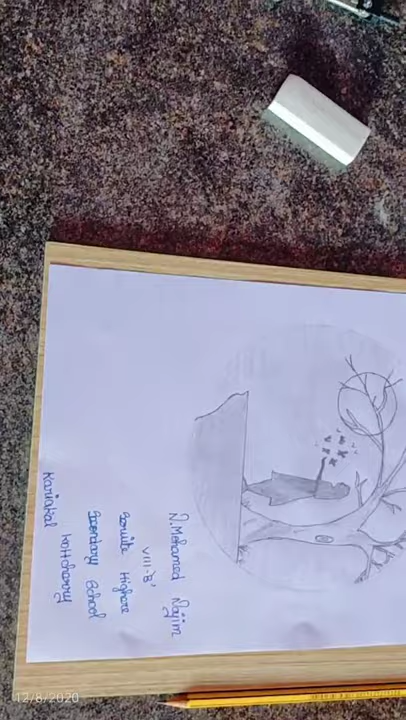 N.Mohamed Najim
VIII-'B'
Higher
Secondary School
Karaikal
12/8/2020